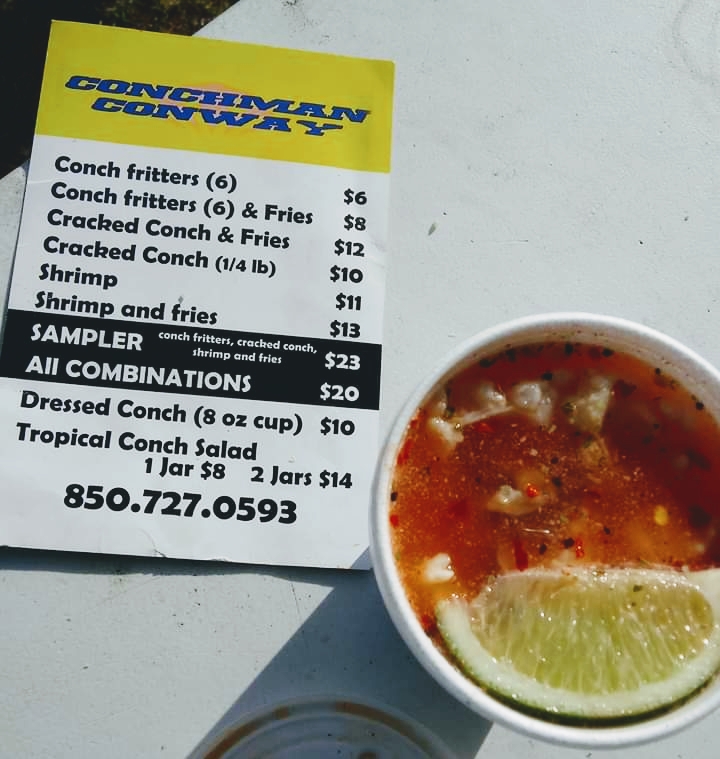 CONCHMAN
CONWAY
Conch fritters (6) $6
Conch fritters (6) & Fries $8
Cracked Conch & Fries $12
Cracked Conch (1/4 lb) $10
Shrimp $11
Shrimp and fries $13
SAMPLER conch fritters, cracked conch, shrimp and fries $23
All COMBINATIONS $20
Dressed Conch (8 oz cup) $10
Tropical Conch Salad
1 Jar $8 2 Jars $14
850.727.0593